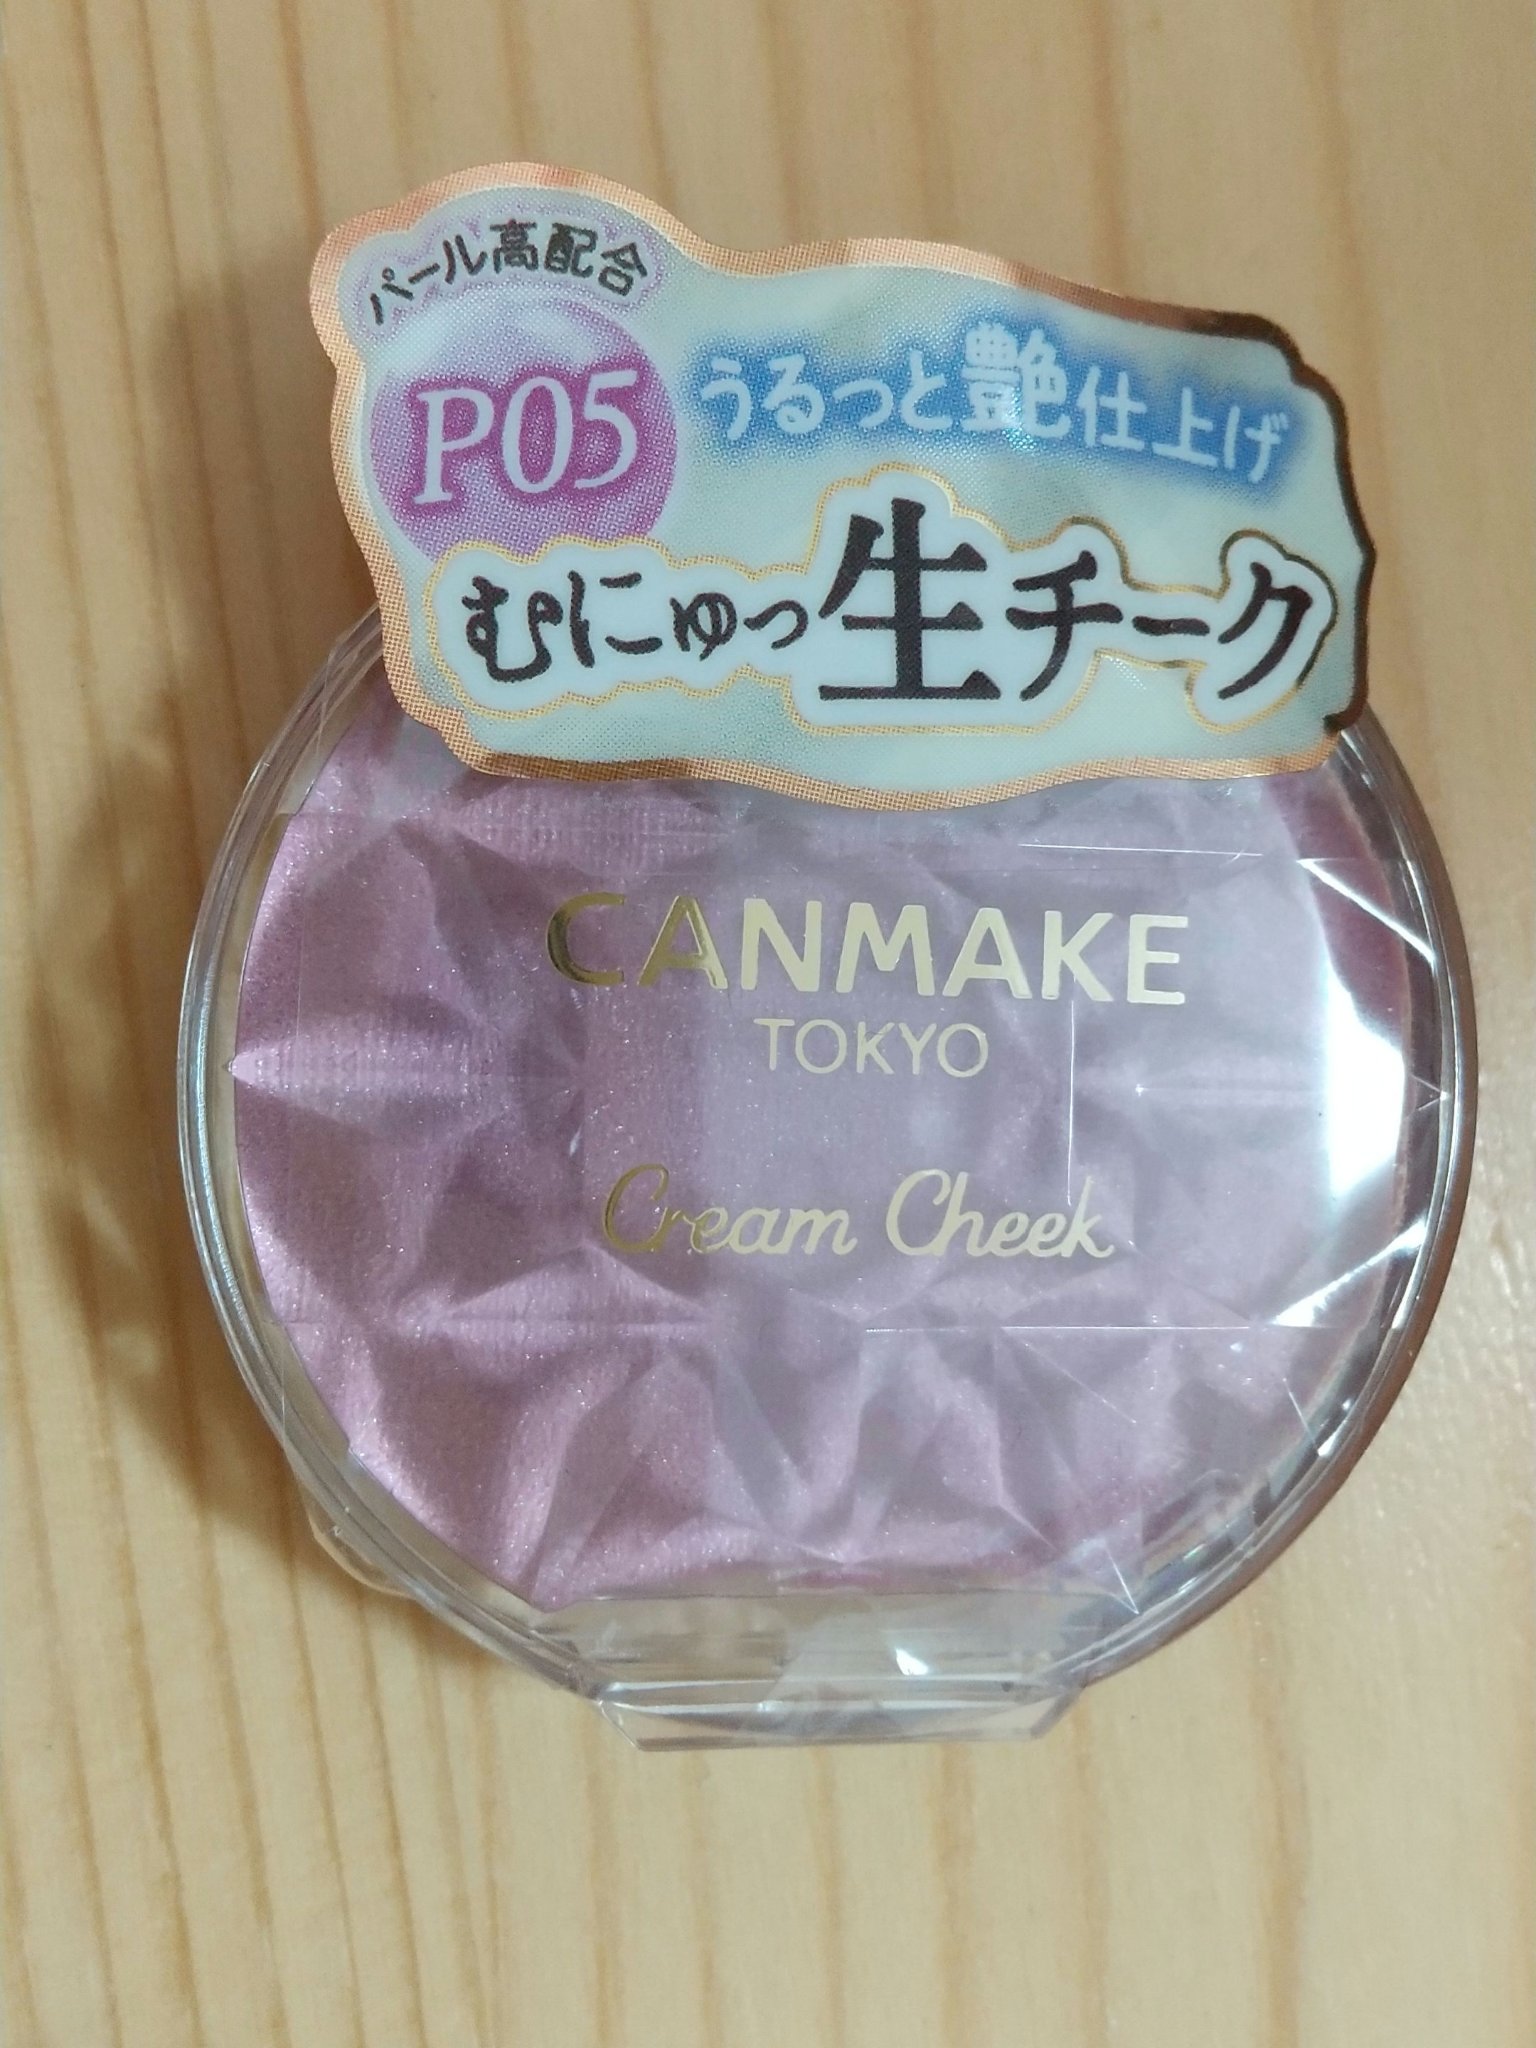 パール高配合
P05
うるっと艶仕上げ
むにゅっ生チーク
CANMAKE
TOKYO
Cream Cheek